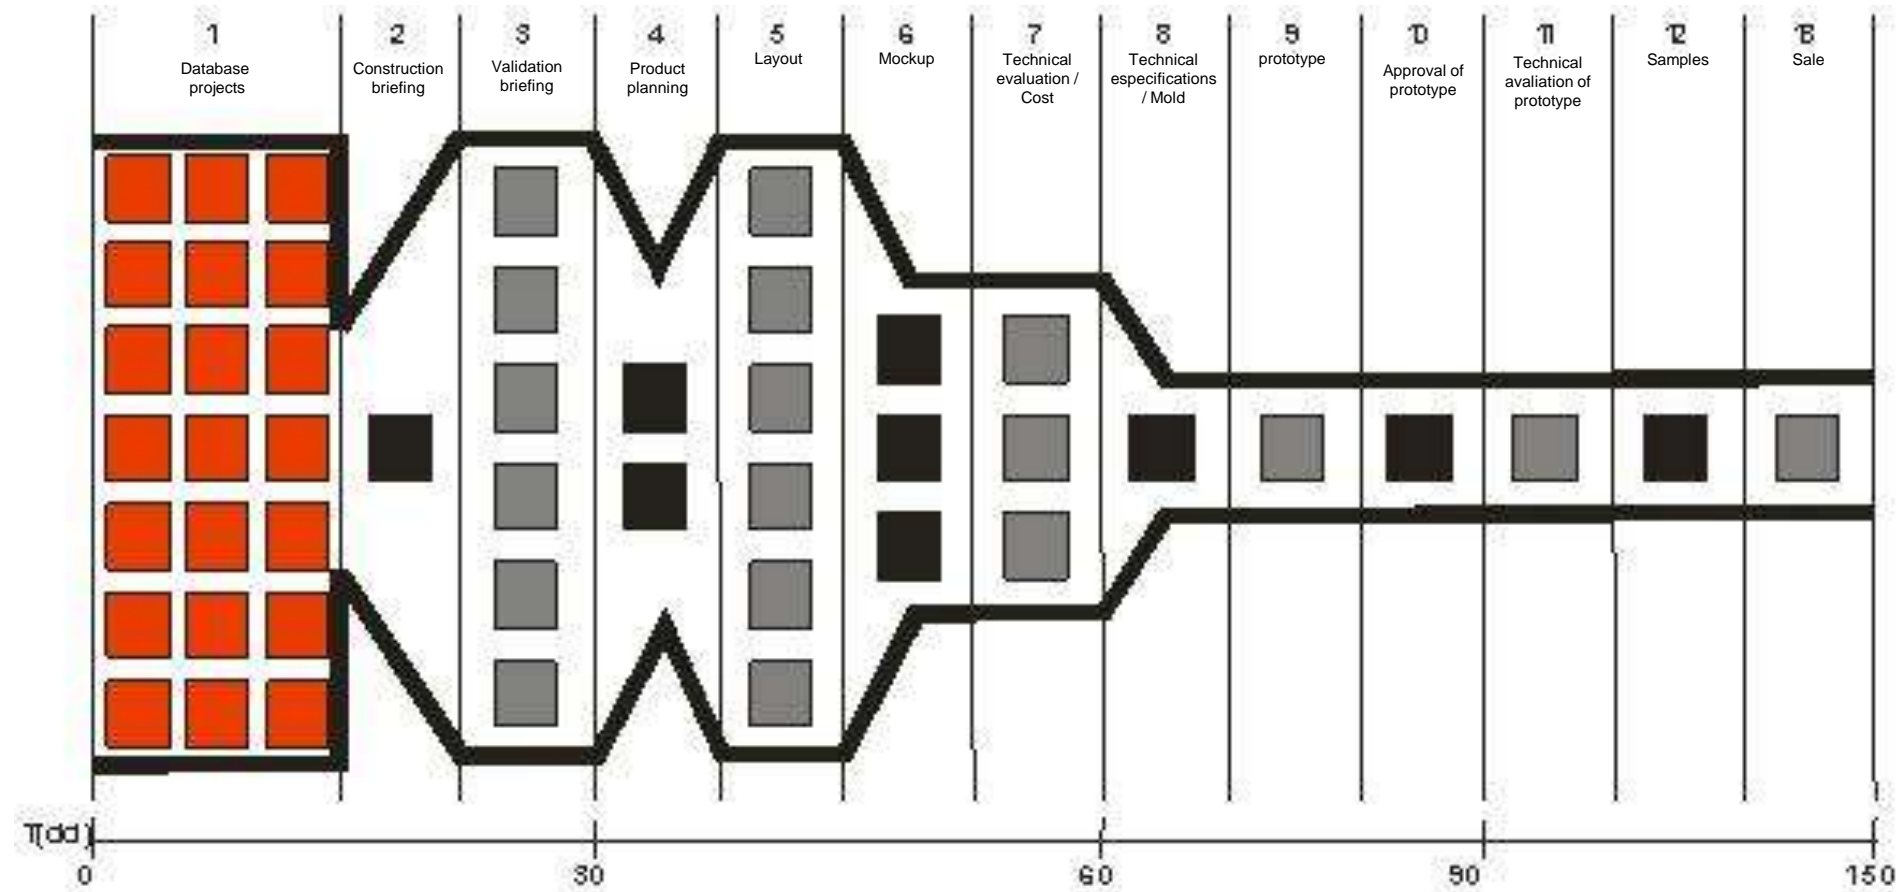 1
Database
projects
2
Construction
briefing
3
Validation
briefing
4
Product
planning
5
Layout
6
Mockup
7
Technical
evaluation /
Cost
8
Technical
especifications
/ Mold
9
prototype
10
Approval of
prototype
11
Technical
avaliation of
prototype
12
Samples
13
Sale
T(dd)
0
30
60
90
150